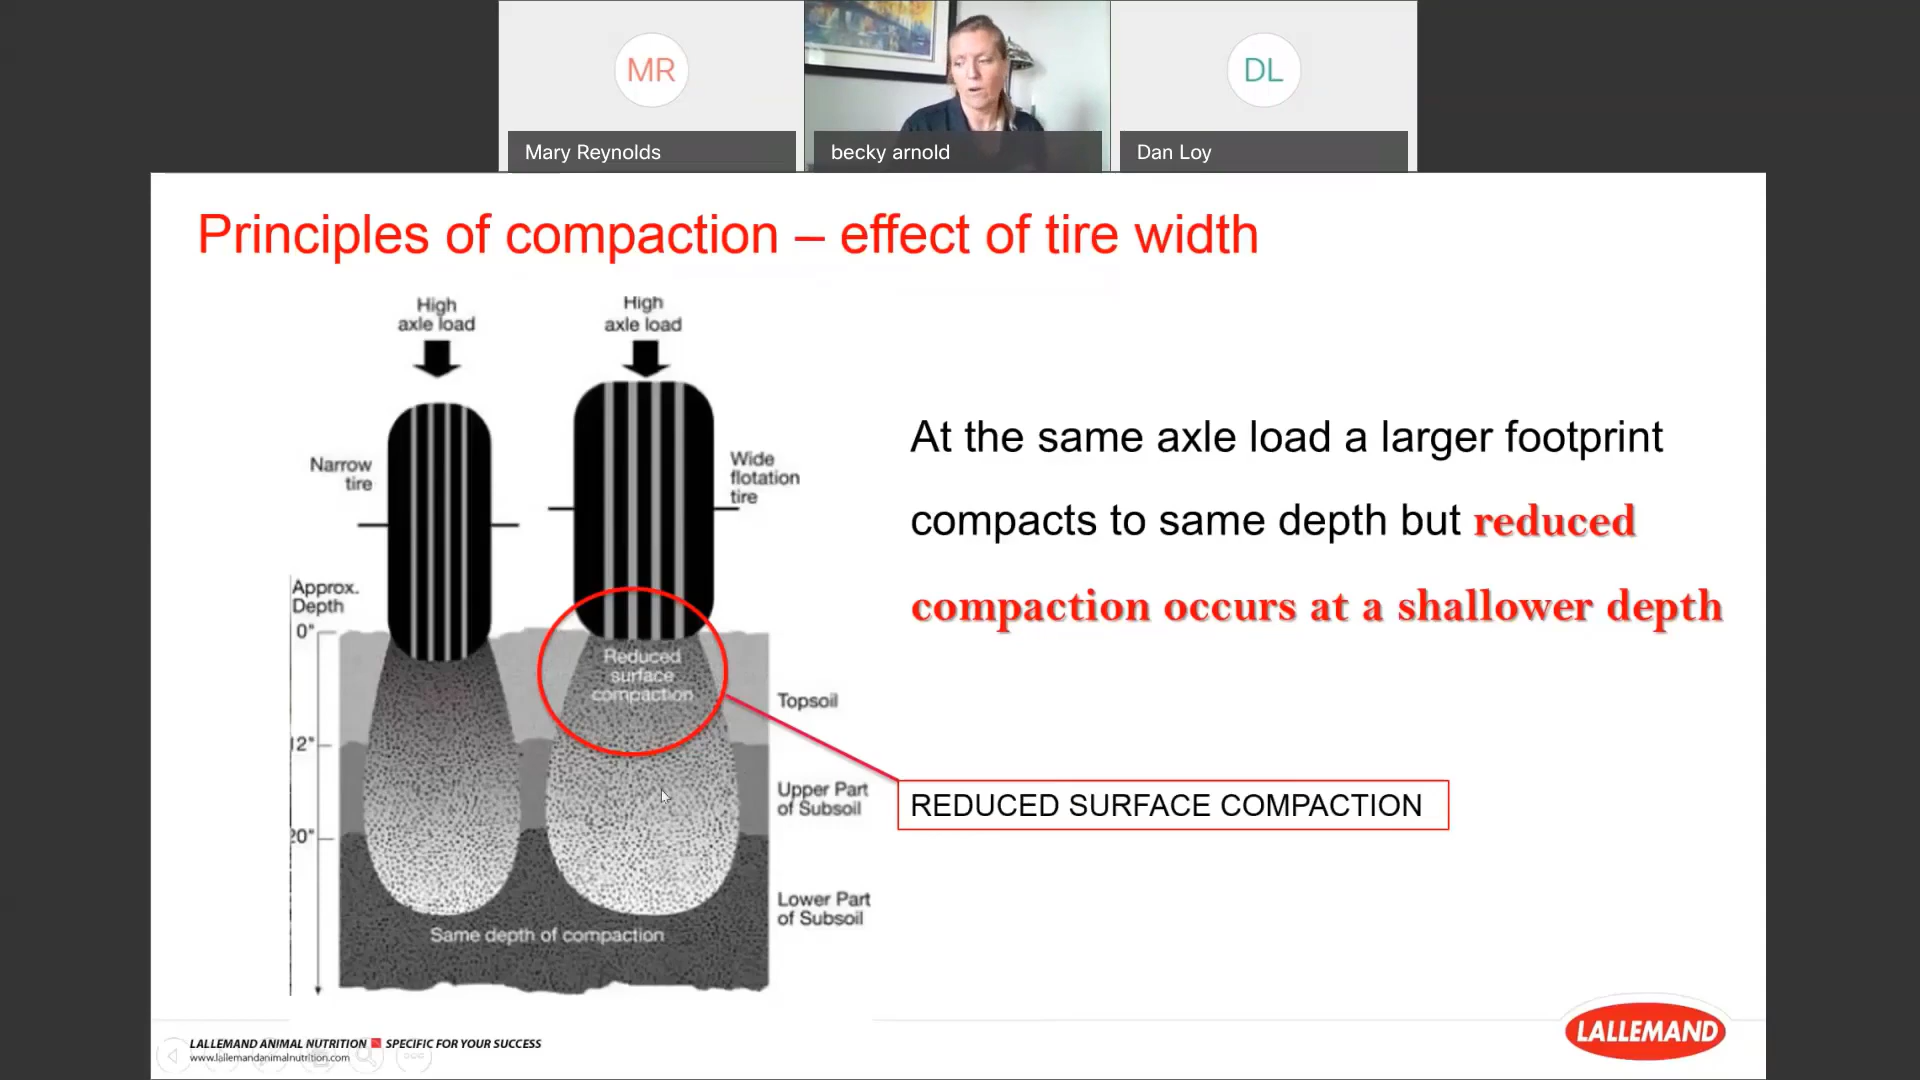 MR
DL
Mary Reynolds
becky arnold
Dan Loy
Principles of compaction – effect of tire width
High
axle load
High
axle load
Narrow
tire
Wide
flotation
tire
Approx.
Depth
0"
12"
20"
Reduced
surface
compaction
Topsoil
Upper Part
of Subsoil
Lower Part
of Subsoil
Same depth of compaction
At the same axle load a larger footprint
compacts to same depth but reduced
compaction occurs at a shallower depth
REDUCED SURFACE COMPACTION
LALLEMAND ANIMAL NUTRITION SPECIFIC FOR YOUR SUCCESS
www.lallemandanimalnutrition.com
LALLEMAND